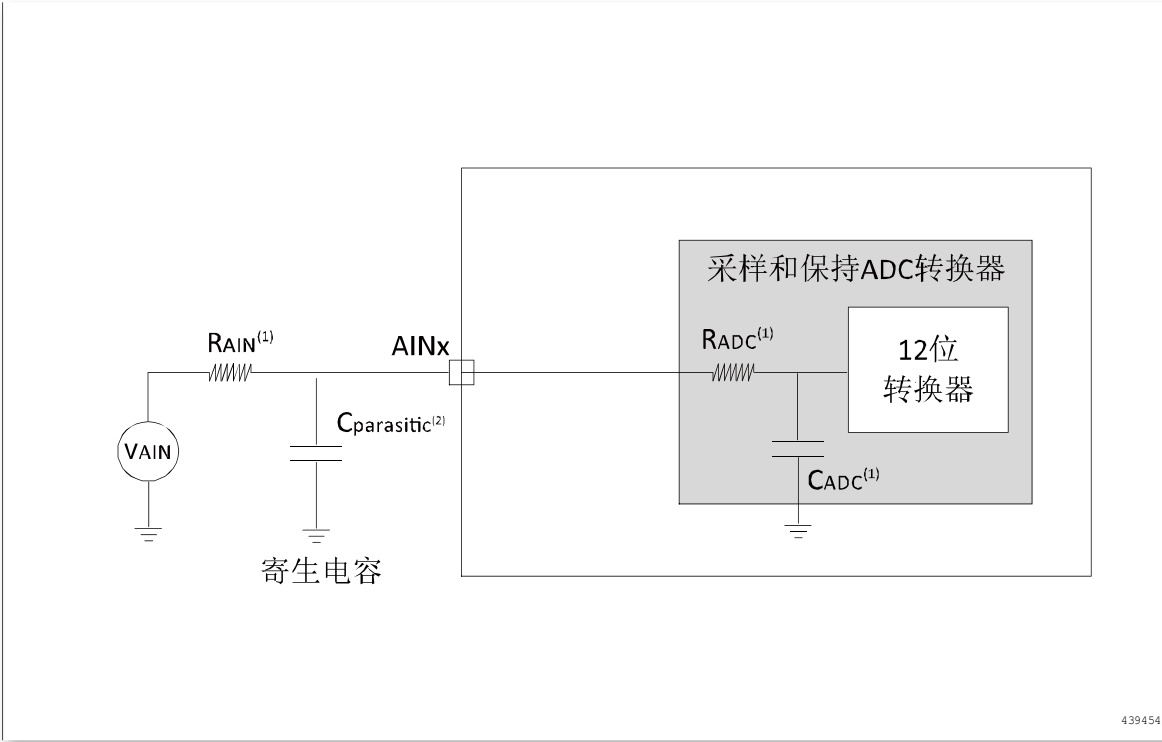 采样和保持ADC转换器
RAIN(1)
AINx
RADC(1)
12位
转换器
Cparasitic(2)
VAIN
CADC(1)
寄生电容
439454